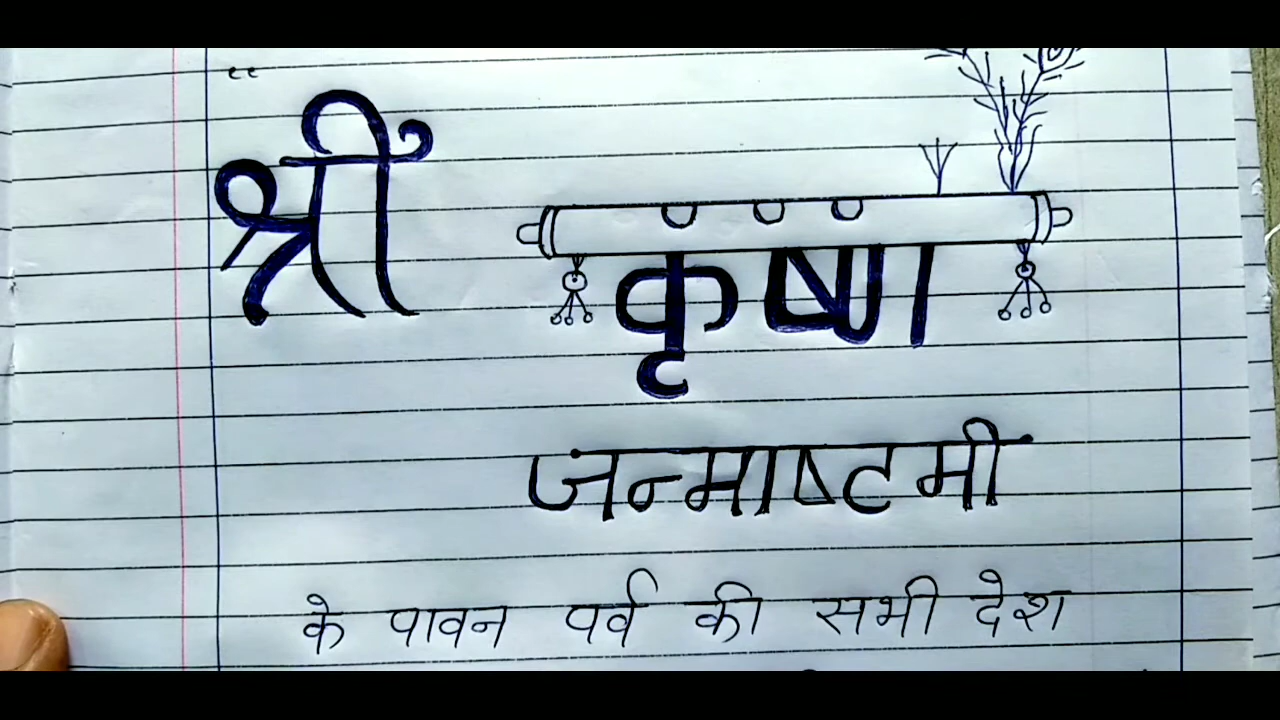 “
श्री कृष्ण
जन्माष्टमी
के पावन पर्व की सभी देश